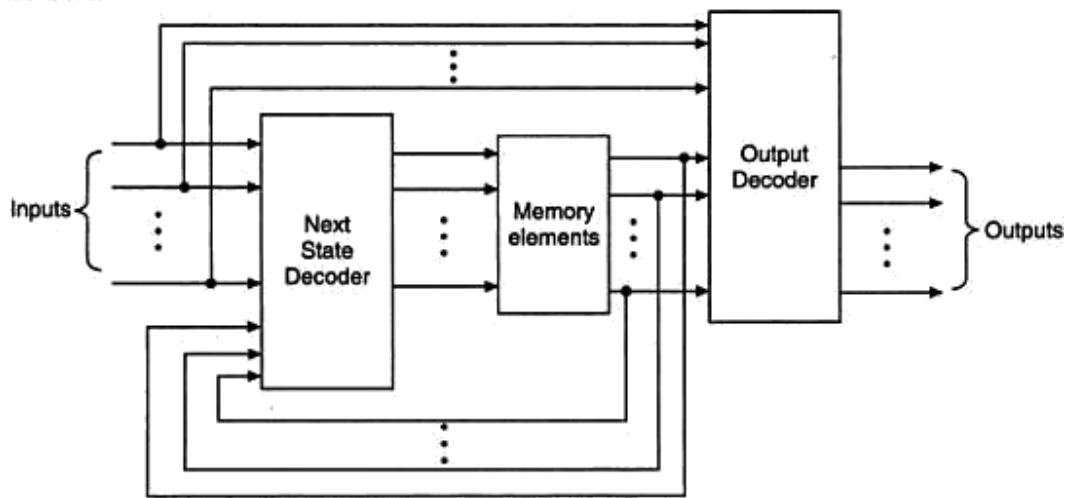 Inputs
Next
State
Decoder
Memory
elements
Output
Decoder
Outputs